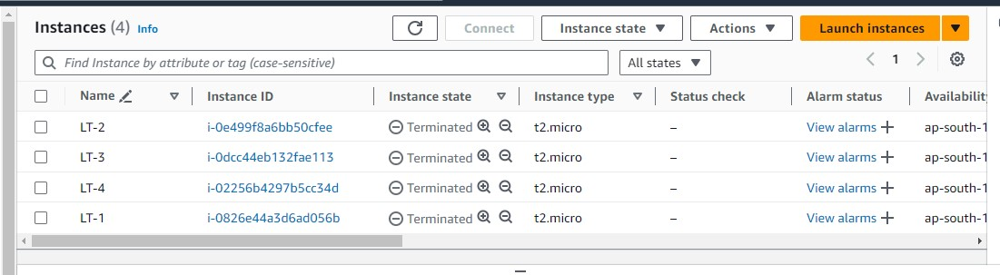 Instances (4) Info Connect Instance state Actions Launch instances
Find Instance by attribute or tag (case-sensitive) All states 1
Name Instance ID Instance state Instance type Status check Alarm status Availability
LT-2 i-0e499f8a6bb50cfee Terminated t2.micro – View alarms + ap-south-1
LT-3 i-0dcc44eb132fae113 Terminated t2.micro – View alarms + ap-south-1
LT-4 i-02256b4297b5cc34d Terminated t2.micro – View alarms + ap-south-1
LT-1 i-0826e44a3d6ad056b Terminated t2.micro – View alarms + ap-south-1